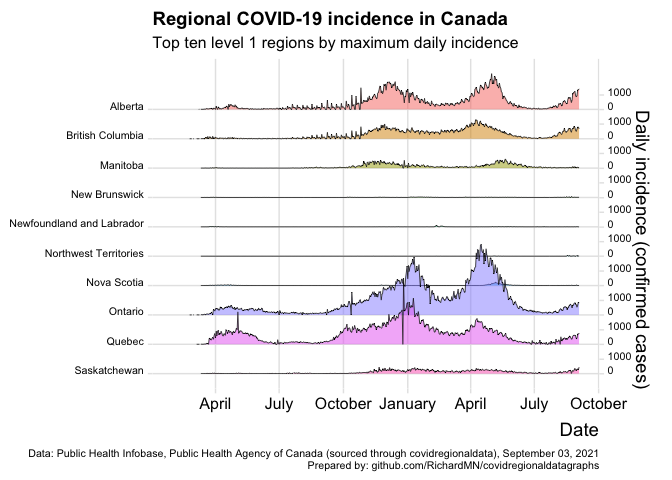 Regional COVID-19 incidence in Canada
Top ten level 1 regions by maximum daily incidence
Alberta
1000
0
British Columbia
1000
0
Manitoba
1000
0
New Brunswick
1000
0
Newfoundland and Labrador
1000
0
Northwest Territories
1000
0
Nova Scotia
1000
0
Ontario
1000
0
Quebec
1000
0
Saskatchewan
1000
0
Daily incidence (confirmed cases)
April July October January April July October
Date
Data: Public Health Infobase, Public Health Agency of Canada (sourced through covidregionaldata), September 03, 2021
Prepared by: github.com/RichardMN/covidregionaldatagraphs